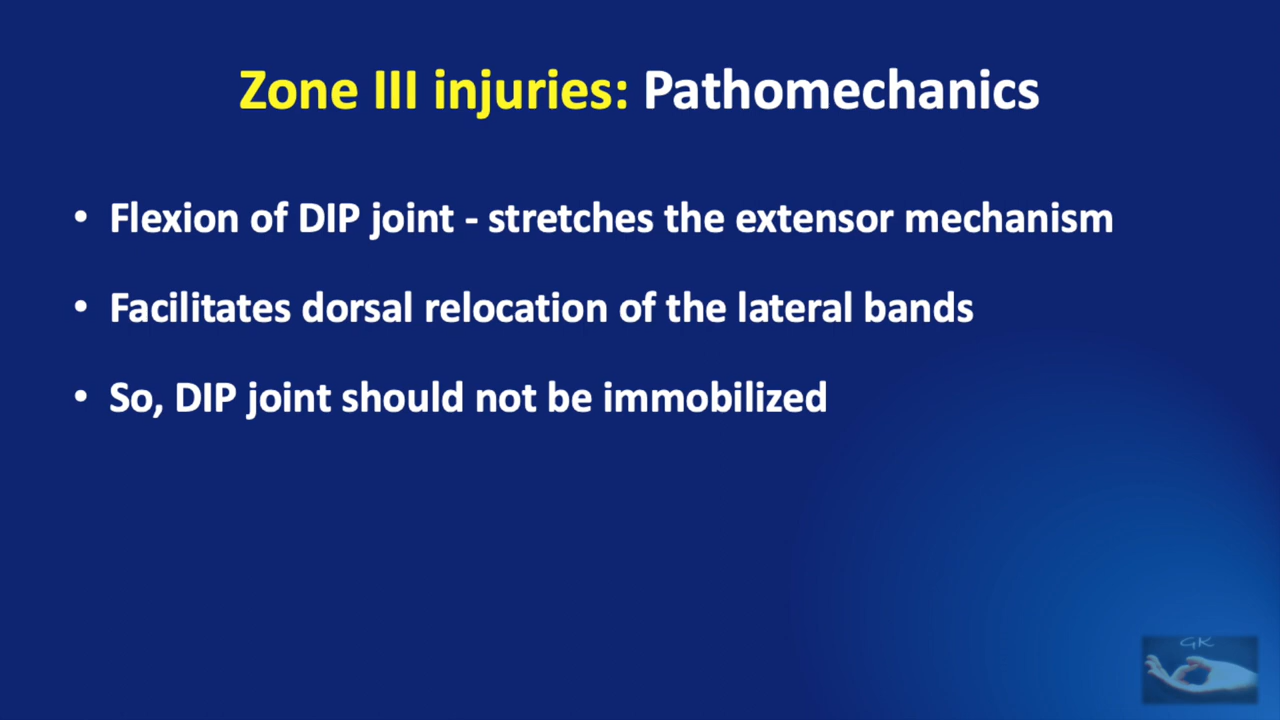 Zone III injuries: Pathomechanics
• Flexion of DIP joint - stretches the extensor mechanism
• Facilitates dorsal relocation of the lateral bands
• So, DIP joint should not be immobilized
GK